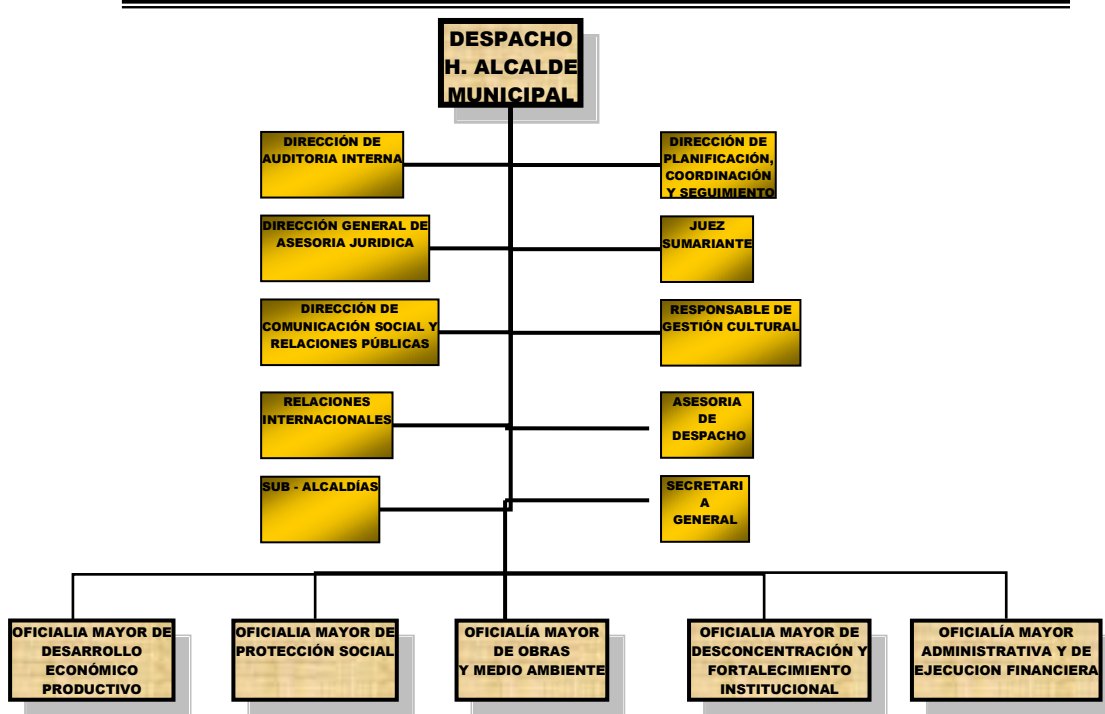 DESPACHO
H. ALCALDE
MUNICIPAL
DIRECCIÓN DE
AUDITORIA INTERNA
DIRECCIÓN DE
PLANIFICACIÓN,
COORDINACIÓN
Y SEGUIMIENTO
DIRECCIÓN GENERAL DE
ASESORIA JURIDICA
JUEZ
SUMARIANTE
DIRECCIÓN DE
COMUNICACIÓN SOCIAL Y
RELACIONES PÚBLICAS
RESPONSABLE DE
GESTIÓN CULTURAL
RELACIONES
INTERNACIONALES
ASESORIA
DE
DESPACHO
SUB - ALCALDÍAS
SECRETARI
A
GENERAL
OFICIALIA MAYOR DE
DESARROLLO
ECONÓMICO
PRODUCTIVO
OFICIALIA MAYOR DE
PROTECCIÓN SOCIAL
OFICIALÍA MAYOR
DE OBRAS
Y MEDIO AMBIENTE
OFICIALIA MAYOR DE
DESCONCENTRACIÓN Y
FORTALECIMIENTO
INSTITUCIONAL
OFICIALÍA MAYOR
ADMINISTRATIVA Y DE
EJECUCION FINANCIERA